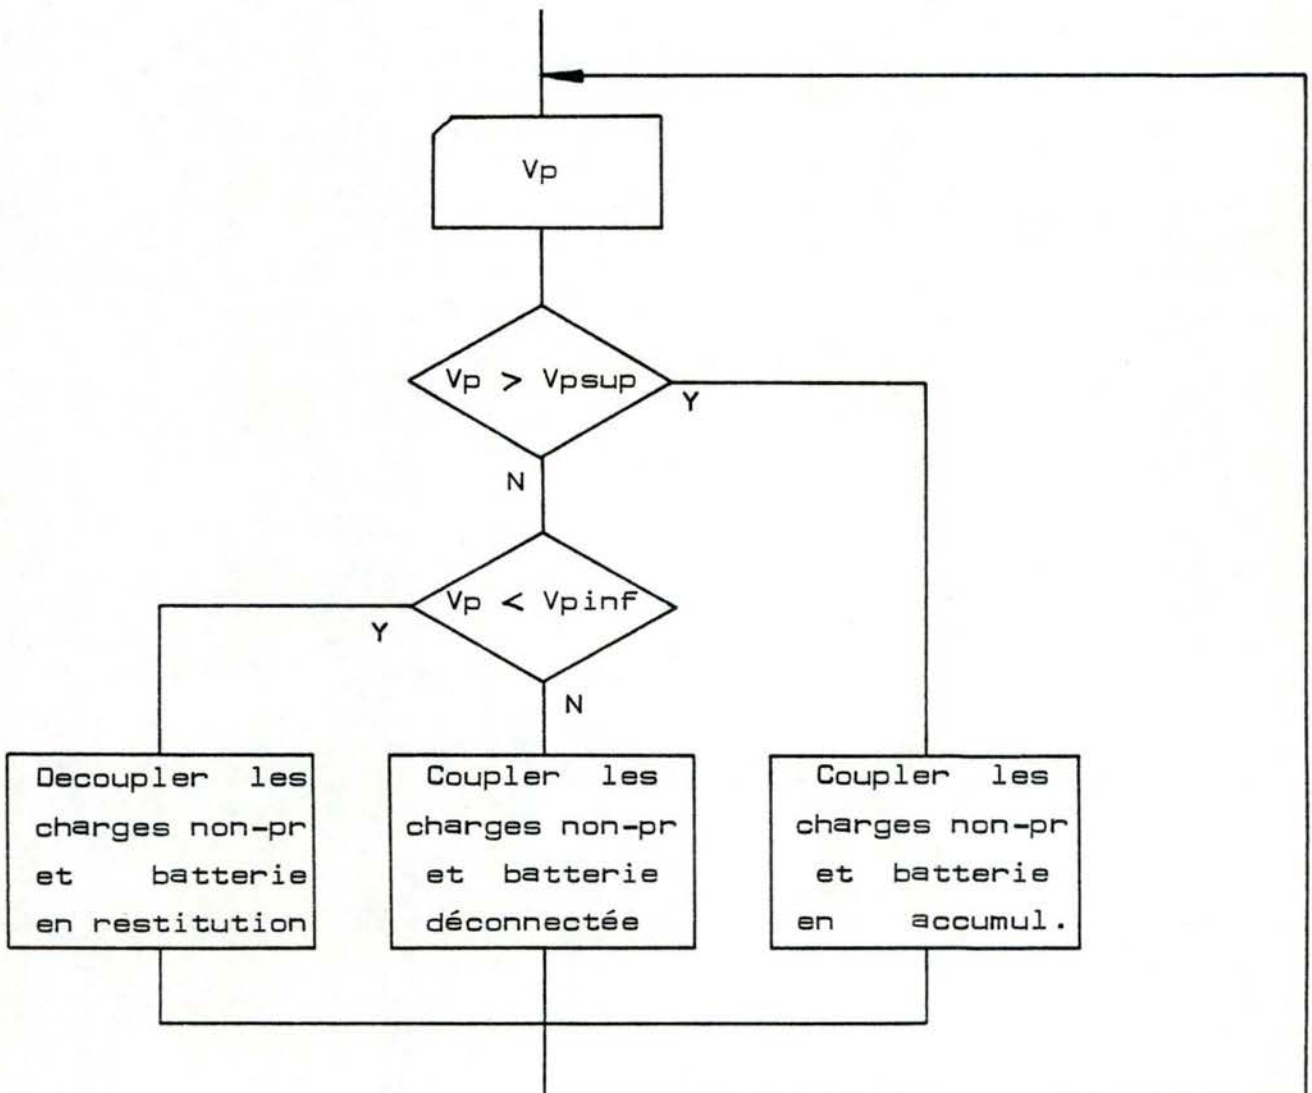 Vp
Vp > Vpsup
Y
N
Vp < Vpinf
Y
N
Decoupler les
charges non-pr
et batterie
en restitution
Coupler les
charges non-pr
et batterie
déconnectée
Coupler les
charges non-pr
et batterie
en accumul.